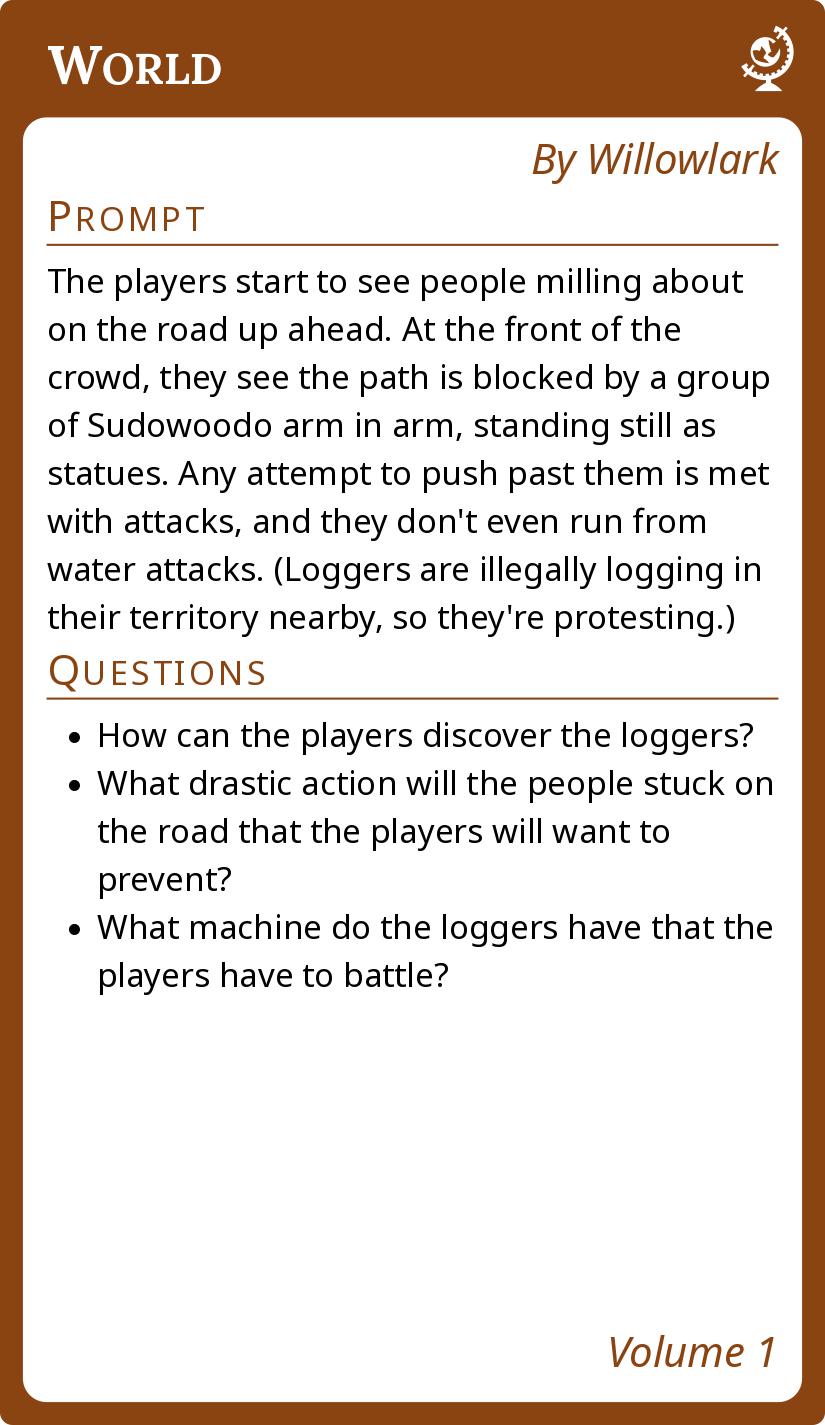 World
By Willowlark
Prompt
The players start to see people milling about
on the road up ahead. At the front of the
crowd, they see the path is blocked by a group
of Sudowoodo arm in arm, standing still as
statues. Any attempt to push past them is met
with attacks, and they don't even run from
water attacks. (Loggers are illegally logging in
their territory nearby, so they're protesting.)
Questions
• How can the players discover the loggers?
• What drastic action will the people stuck on
the road that the players will want to
prevent?
• What machine do the loggers have that the
players have to battle?
Volume 1